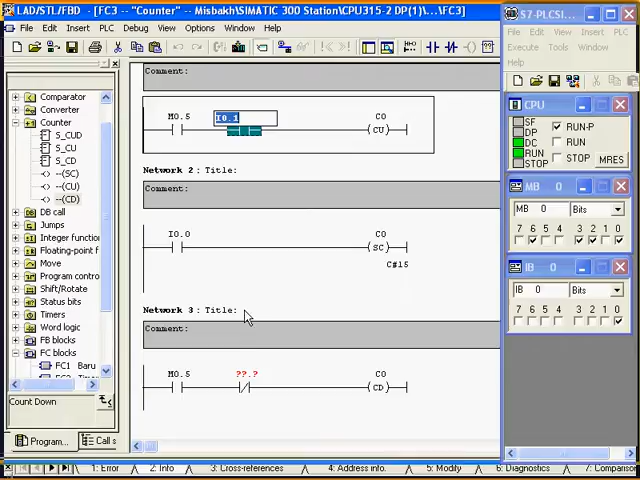 LAD/STL/FBD - [FC3 -- "Counter" -- Misbakh\SIMATIC 300 Station\CPU315-2 DP(1)\...\FC3]
File Edit Insert PLC Debug View Options Window Help
Comparator
Converter
Counter
S_CUD
S_CU
S_CD
--(SC)
--(CU)
--(CD)
DB call
Jumps
Integer function
Floating-point f
Move
Program contro
Shift/Rotate
Status bits
Timers
Word logic
FB blocks
FC blocks
FC1 Baru
Count Down
Program...
Call s
Comment:
M0.5 I0.1 C0
CU
Network 2 : Title:
Comment:
I0.0 C0
SC
C#15
Network 3 : Title:
Comment:
M0.5 ??.? C0
CD
1: Error 2: Info 3: Cross-references 4: Address info. 5: Modify 6: Diagnostics 7: Comparison
S7-PLCSI...
File Edit View Insert PLC
Execute Tools Window
CPU
SF
DP
DC
RUN
STOP
RUN-P
RUN
STOP
MRES
MB 0
MB 0 Bits
7 6 5 4 3 2 1 0
IB 0
IB 0 Bits
7 6 5 4 3 2 1 0